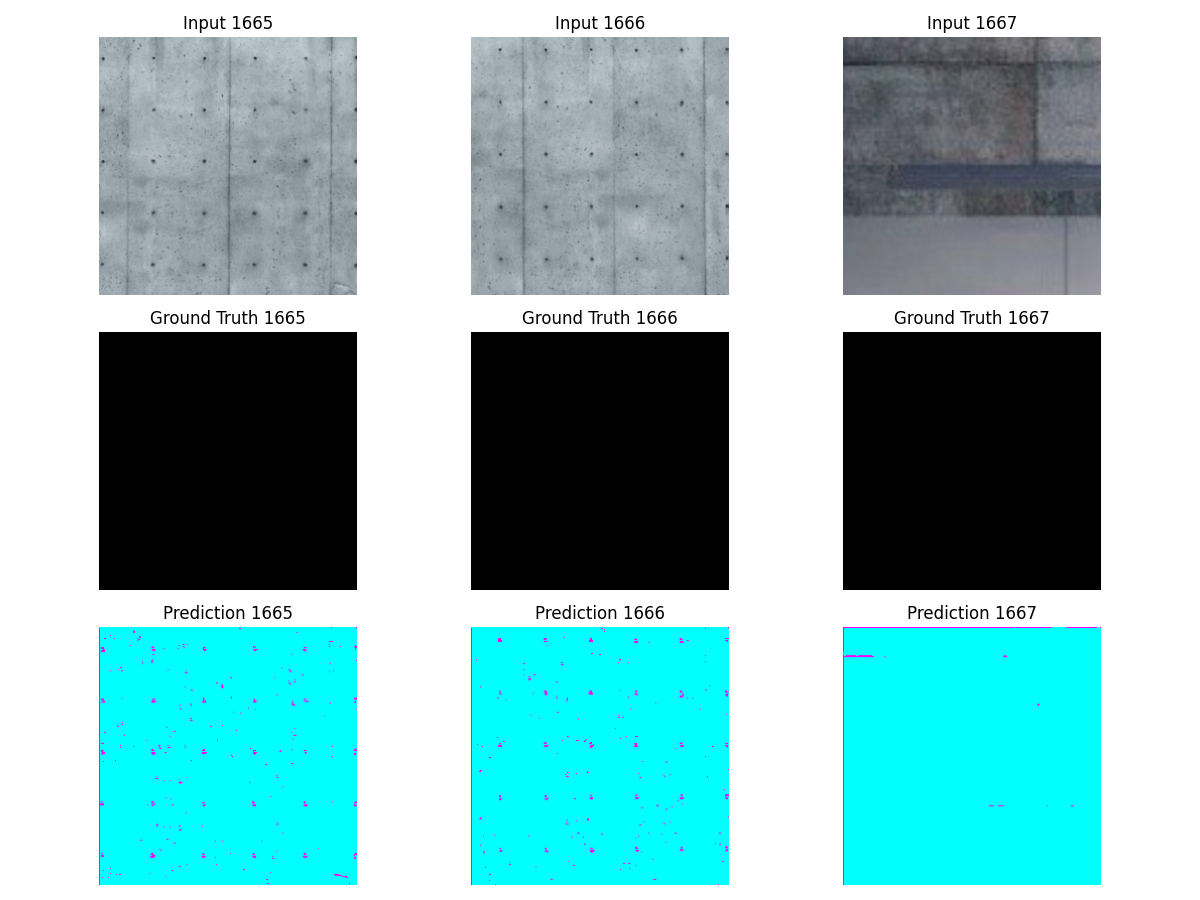 Input 1665
Input 1666
Input 1667
Ground Truth 1665
Ground Truth 1666
Ground Truth 1667
Prediction 1665
Prediction 1666
Prediction 1667